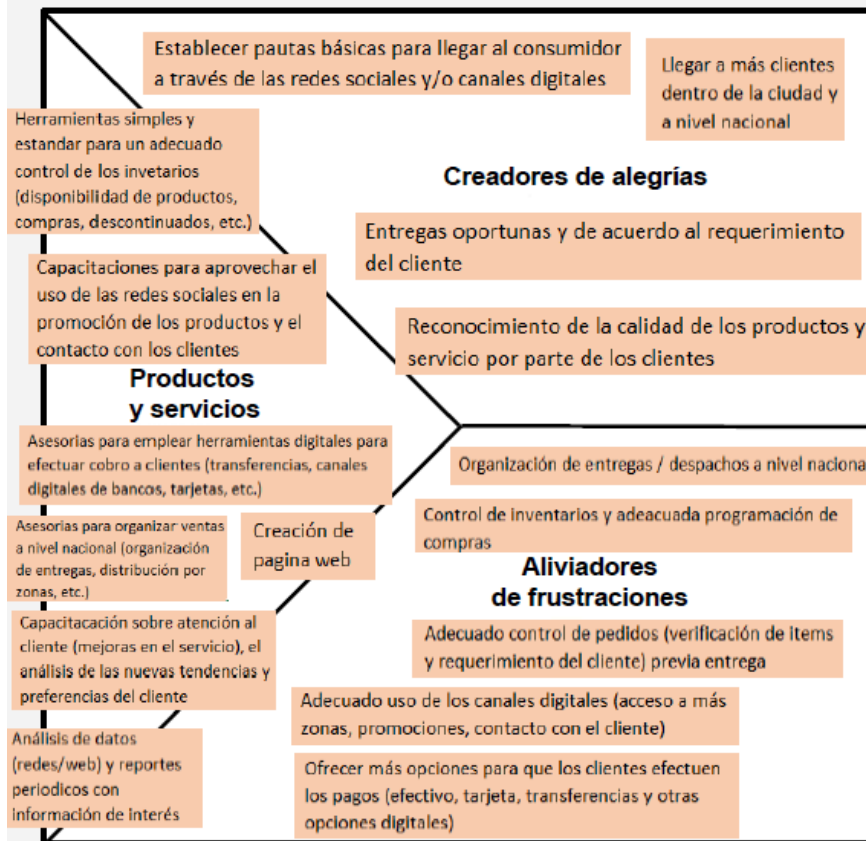 Establecer pautas básicas para llegar al consumidor
a través de las redes sociales y/o canales digitales
Llegar a más clientes
dentro de la ciudad y
a nivel nacional
Herramientas simples y
estandar para un adecuado
control de los invetarios
(disponibilidad de productos,
compras, descontinuados, etc.)
Creadores de alegrías
Entregas oportunas y de acuerdo al requerimiento
del cliente
Capacitaciones para aprovechar el
uso de las redes sociales en la
promoción de los productos y el
contacto con los clientes
Reconocimiento de la calidad de los productos y
servicio por parte de los clientes
Productos
y servicios
Asesorias para emplear herramientas digitales para
efectuar cobro a clientes (transferencias, canales
digitales de bancos, tarjetas, etc.)
Organización de entregas / despachos a nivel naciona
Asesorias para organizar ventas
a nivel nacional (organización
de entregas, distribución por
zonas, etc.)
Creación de
pagina web
Control de inventarios y adeacuada programación de
compras
Aliviadores
de frustraciones
Capacitacación sobre atención al
cliente (mejoras en el servicio), el
análisis de las nuevas tendencias y
preferencias del cliente
Adecuado control de pedidos (verificación de items
y requerimiento del cliente) previa entrega
Adecuado uso de los canales digitales (acceso a más
zonas, promociones, contacto con el cliente)
Análisis de datos
(redes/web) y reportes
periodicos con
información de interés
Ofrecer más opciones para que los clientes efectuen
los pagos (efectivo, tarjeta, transferencias y otras
opciones digitales)